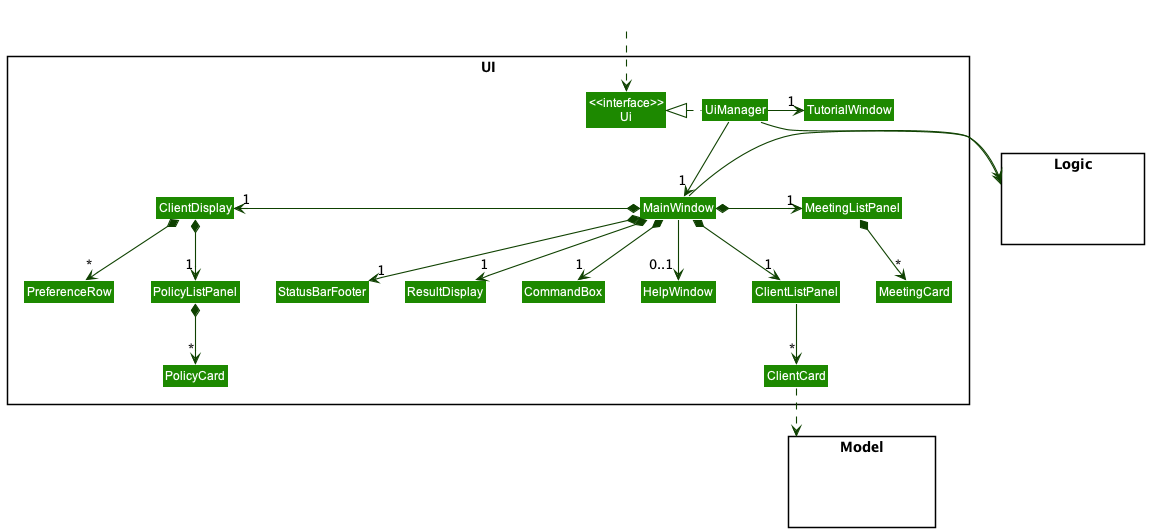 UI
<<interface>>
Ui
UiManager
1
TutorialWindow
Logic
1
1
1
ClientDisplay
MainWindow
MeetingListPanel
*
1
1
1
1
0..1
1
*
PreferenceRow
PolicyListPanel
StatusBarFooter
ResultDisplay
CommandBox
HelpWindow
ClientListPanel
MeetingCard
*
*
PolicyCard
ClientCard
Model